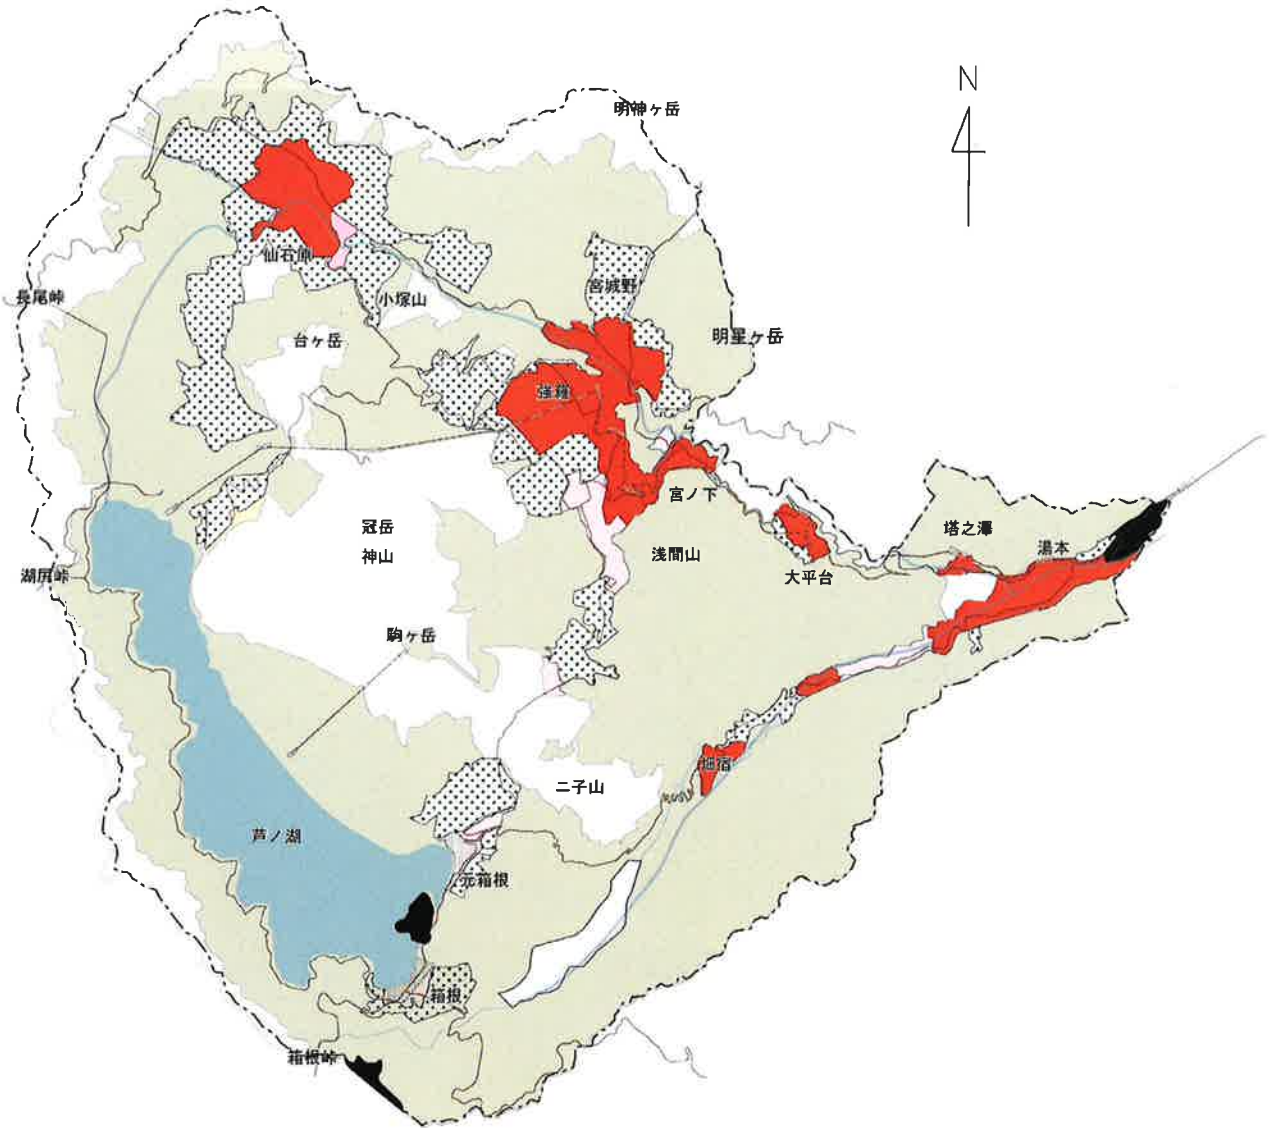 N
明神ヶ岳
仙石原
宮城野
長尾峠
小塚山
台ヶ岳
明星ヶ岳
強羅
宮ノ下
冠岳
神山
浅間山
塔之澤
湯本
大平台
湖尻峠
駒ヶ岳
畑宿
二子山
芦ノ湖
元箱根
箱根
箱根峠